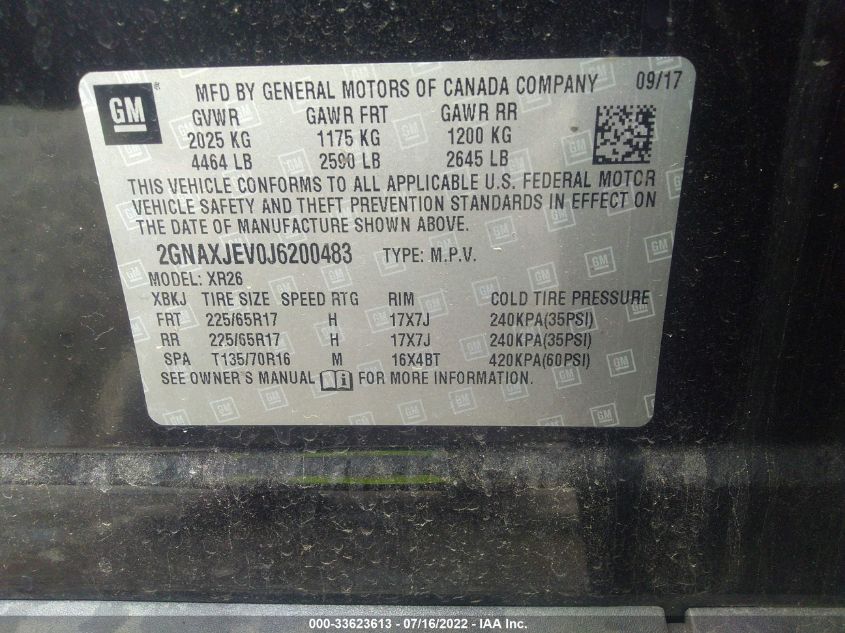 GM
MFD BY GENERAL MOTORS OF CANADA COMPANY 09/17
GVWR GAWR FRT GAWR RR
2025 KG 1175 KG 1200 KG
4464 LB 2590 LB 2645 LB
THIS VEHICLE CONFORMS TO ALL APPLICABLE U.S. FEDERAL MOTOR
VEHICLE SAFETY AND THEFT PREVENTION STANDARDS IN EFFECT ON
THE DATE OF MANUFACTURE SHOWN ABOVE.
2GNAXJEV0J6200483 TYPE: M.P.V.
MODEL: XR26
XBKJ TIRE SIZE SPEED RTG RIM COLD TIRE PRESSURE
FRT 225/65R17 H 17X7J 240KPA(35PSI)
RR 225/65R17 H 17X7J 240KPA(35PSI)
SPA T135/70R16 M 16X4BT 420KPA(60PSI)
SEE OWNER'S MANUAL FOR MORE INFORMATION.
000-33623613 - 07/16/2022 - IAA Inc.